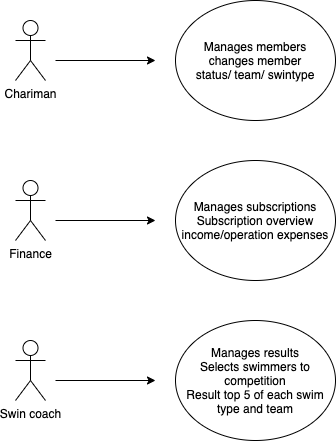 Manages members
changes member
status/ team/ swintype
Chariman
Manages subscriptions
Subscription overview
income/operation expenses
Finance
Manages results
Selects swimmers to
competition
Result top 5 of each swim
type and team
Swin coach